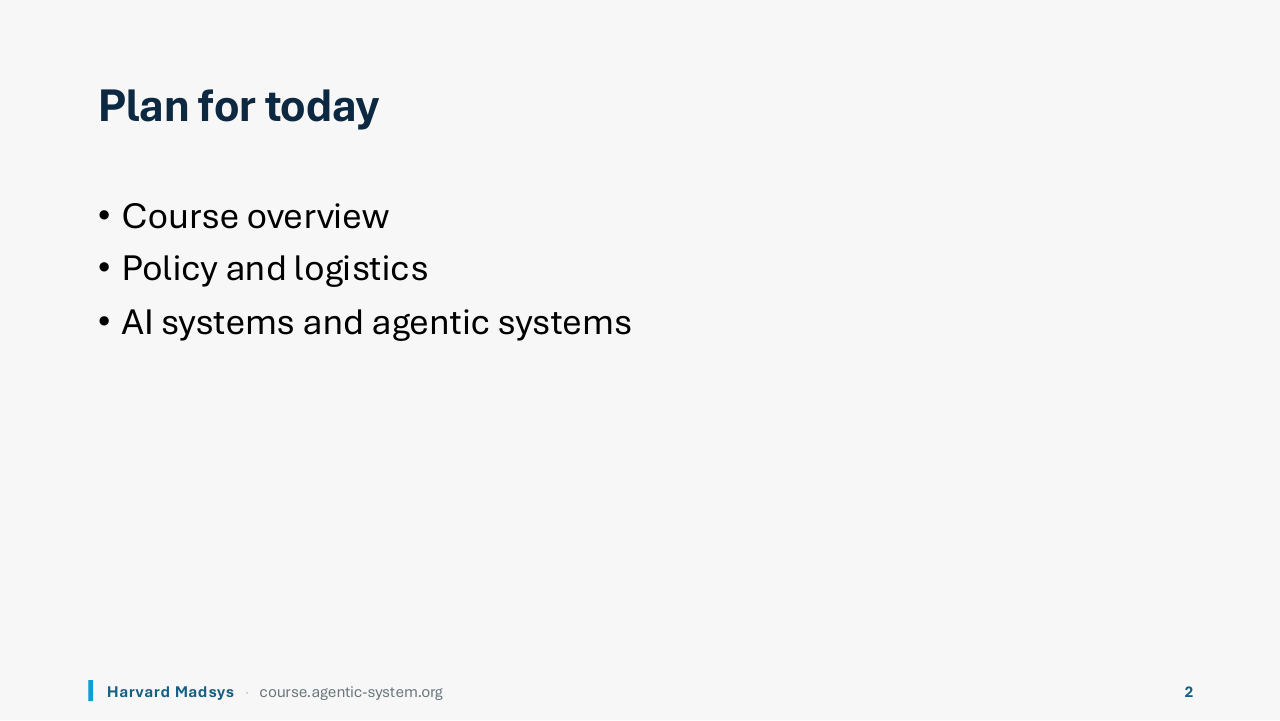 Plan for today
• Course overview
• Policy and logistics
• AI systems and agentic systems
Harvard Madsys · course.agentic-system.org
2